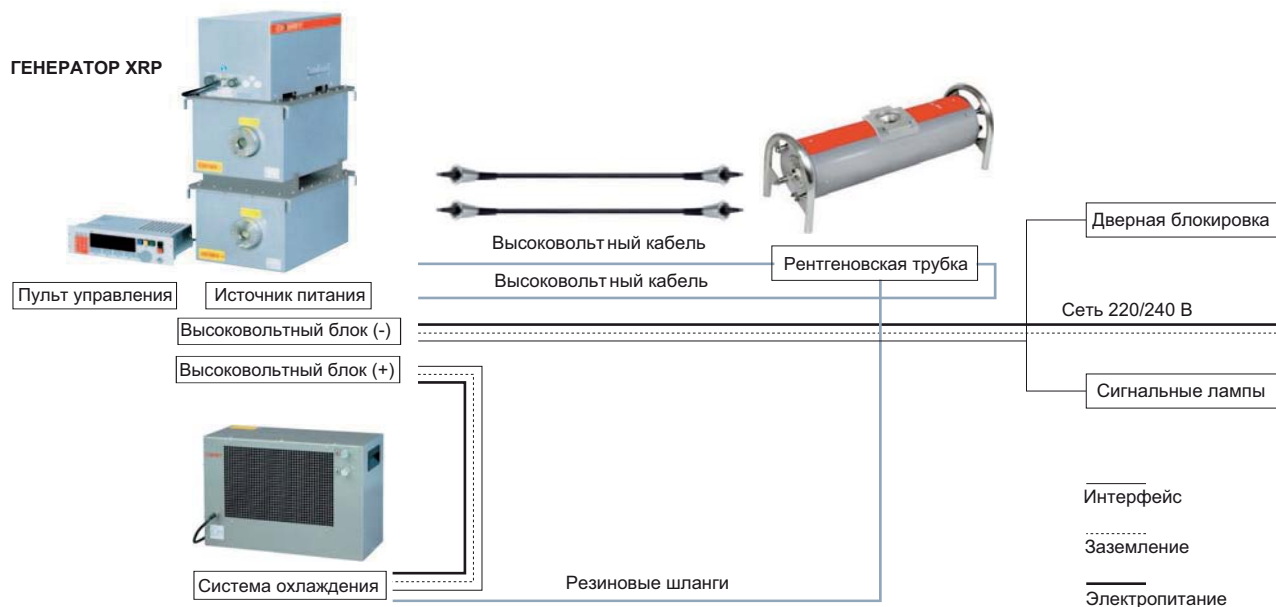 ГЕНЕРАТОР XRP
Дверная блокировка
Высоковольтный кабель
Рентгеновская трубка
Высоковольтный кабель
Пульт управления
Источник питания
Сеть 220/240 В
Высоковольтный блок (-)
Высоковольтный блок (+)
Сигнальные лампы
Интерфейс
Заземление
Система охлаждения
Резиновые шланги
Электропитание